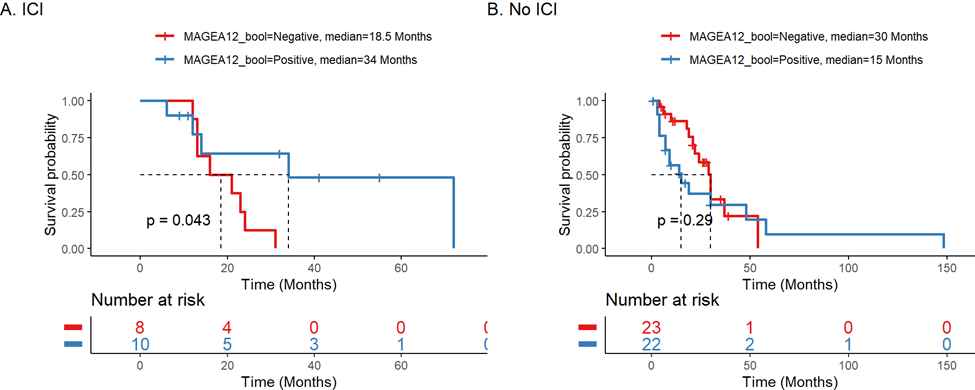 A. ICI
MAGEA12_bool=Negative, median=18.5 Months
MAGEA12_bool=Positive, median=34 Months
Survival probability
1.00
0.75
0.50
0.25
0.00
p = 0.043
0 20 40 60
Time (Months)
Number at risk
8 4 0 0 0
10 5 3 1 0
0 20 40 60
Time (Months)
B. No ICI
MAGEA12_bool=Negative, median=30 Months
MAGEA12_bool=Positive, median=15 Months
Survival probability
1.00
0.75
0.50
0.25
0.00
p = 0.29
0 50 100 150
Time (Months)
Number at risk
23 1 0 0
22 2 1 0
0 50 100 150
Time (Months)